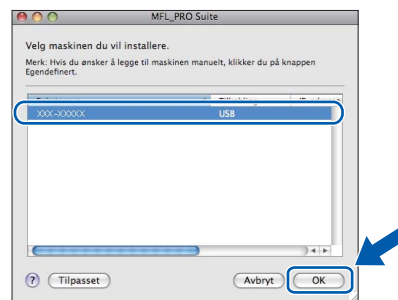 MFL_PRO Suite
Velg maskinen du vil installere.
Merk: Hvis du ønsker å legge til maskinen manuelt, klikker du på knappen
Egendefinert.
XXX-XXXXX USB
? Tilpasset Avbryt OK